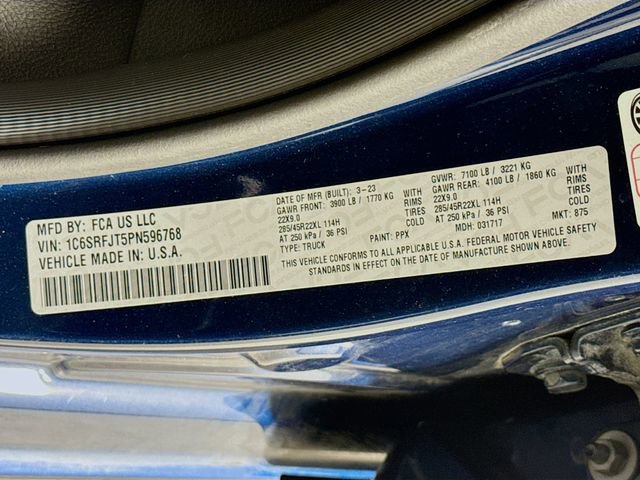 MFD BY: FCA US LLC
VIN: 1C6SRFJT5PN596768
VEHICLE MADE IN: U.S.A.
DATE OF MFR (BUILT): 3-23
GAWR FRONT: 3900 LB / 1770 KG WITH
22X9.0 RIMS
285/45R22XL 114H TIRES
AT 250 kPa / 36 PSI COLD
TYPE: TRUCK PAINT: PPX
GVWR: 7100 LB / 3221 KG
GAWR REAR: 4100 LB / 1860 KG WITH
22X9.0 RIMS
285/45R22XL 114H TIRES
AT 250 kPa / 36 PSI COLD
MDH: 031717 MKT: 875
THIS VEHICLE CONFORMS TO ALL APPLICABLE U.S.A. FEDERAL MOTOR VEHICLE SAFETY
STANDARDS IN EFFECT ON THE DATE OF MANUFACTURE SHOWN ABOVE.